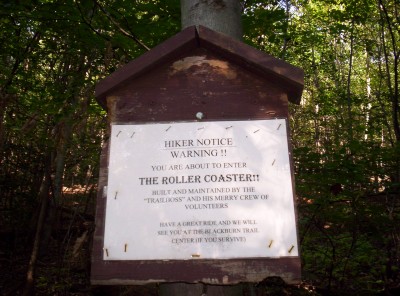 HIKER NOTICE
WARNING !!
YOU ARE ABOUT TO ENTER
THE ROLLER COASTER!!
BUILT AND MAINTAINED BY THE
"TRAILBOSS" AND HIS MERRY CREW OF
VOLUNTEERS
HAVE A GREAT RIDE AND WE WILL
SEE YOU AT THE BLACKBURN TRAIL
CENTER (IF YOU SURVIVE)